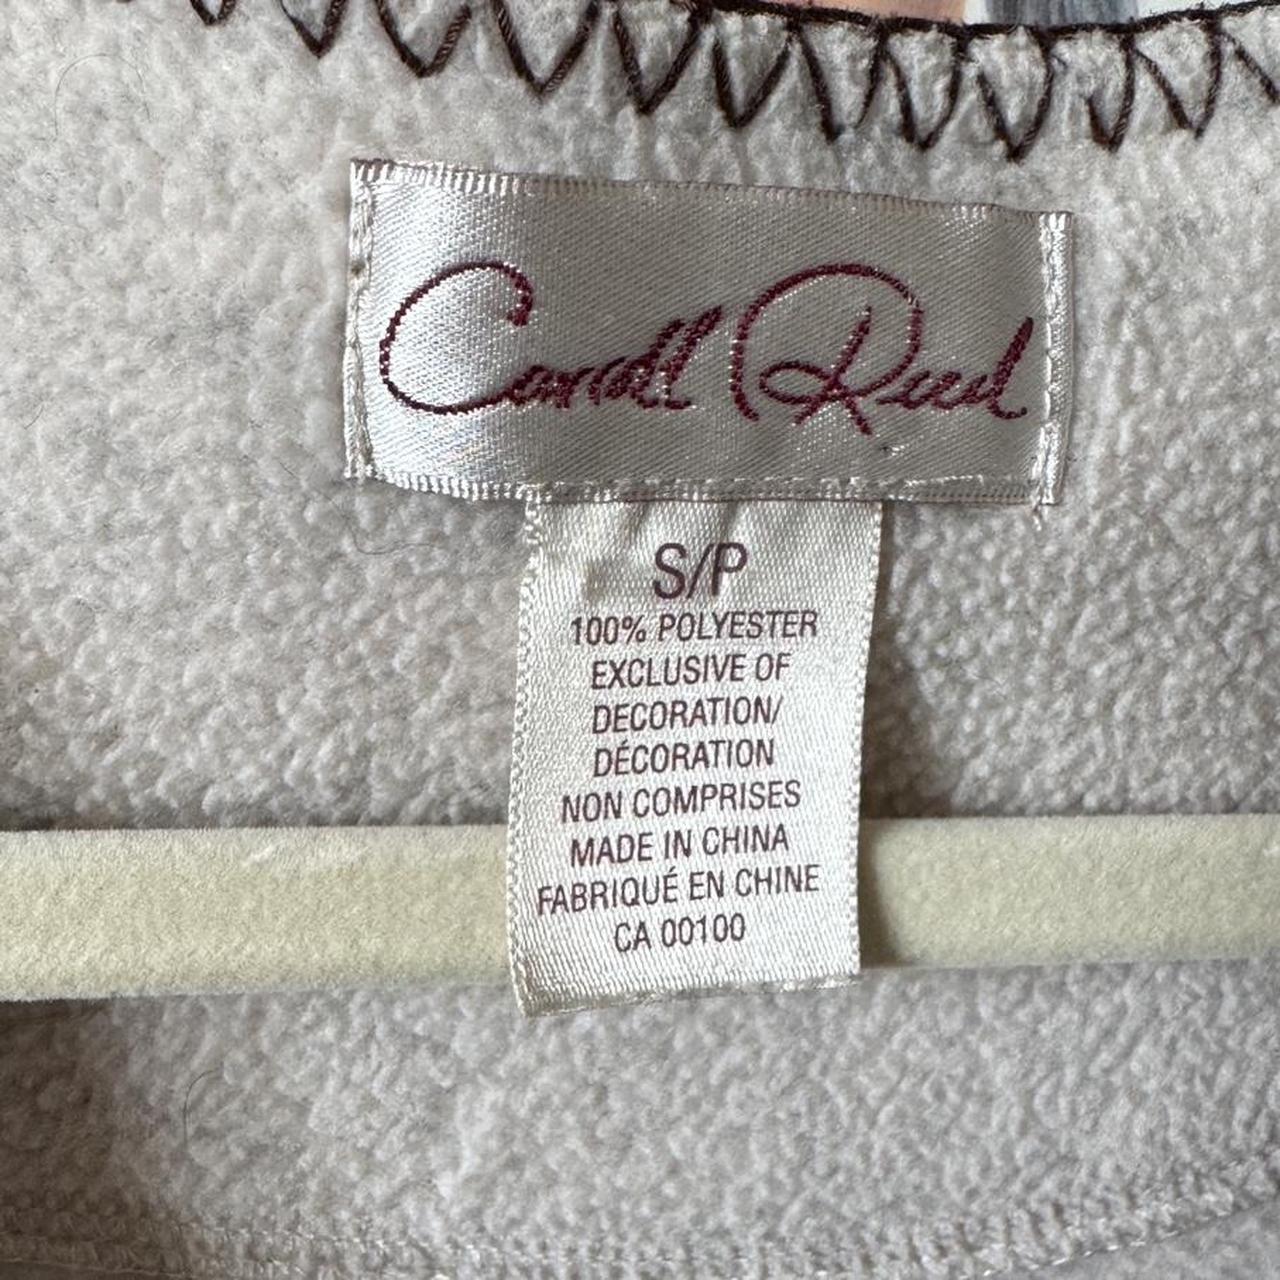 Carroll Reed
S/P
100% POLYESTER
EXCLUSIVE OF
DECORATION/
DÉCORATION
NON COMPRISES
MADE IN CHINA
FABRIQUÉ EN CHINE
CA 00100